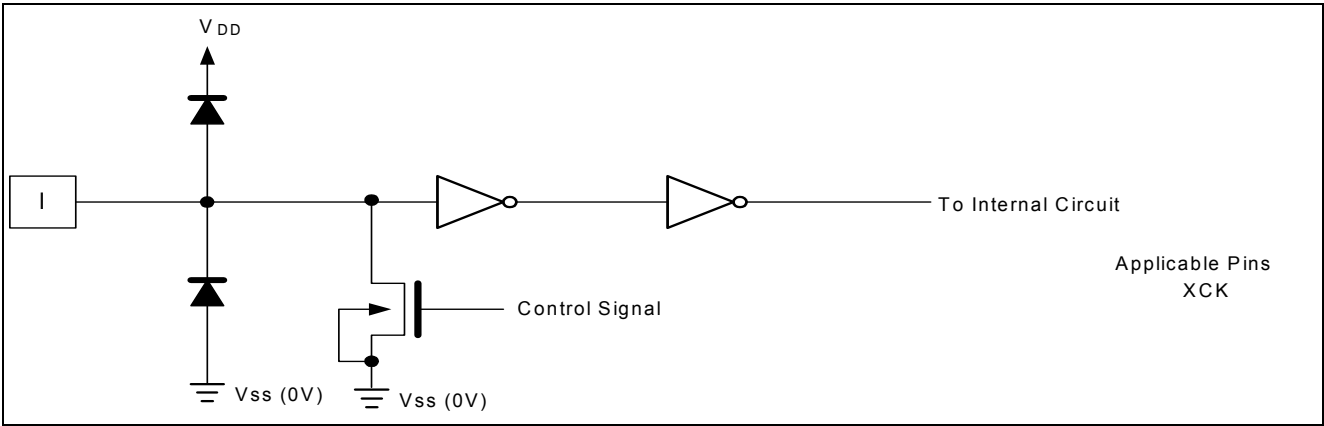 V DD
I
To Internal Circuit
Applicable Pins
XCK
Control Signal
Vss (0V)
Vss (0V)